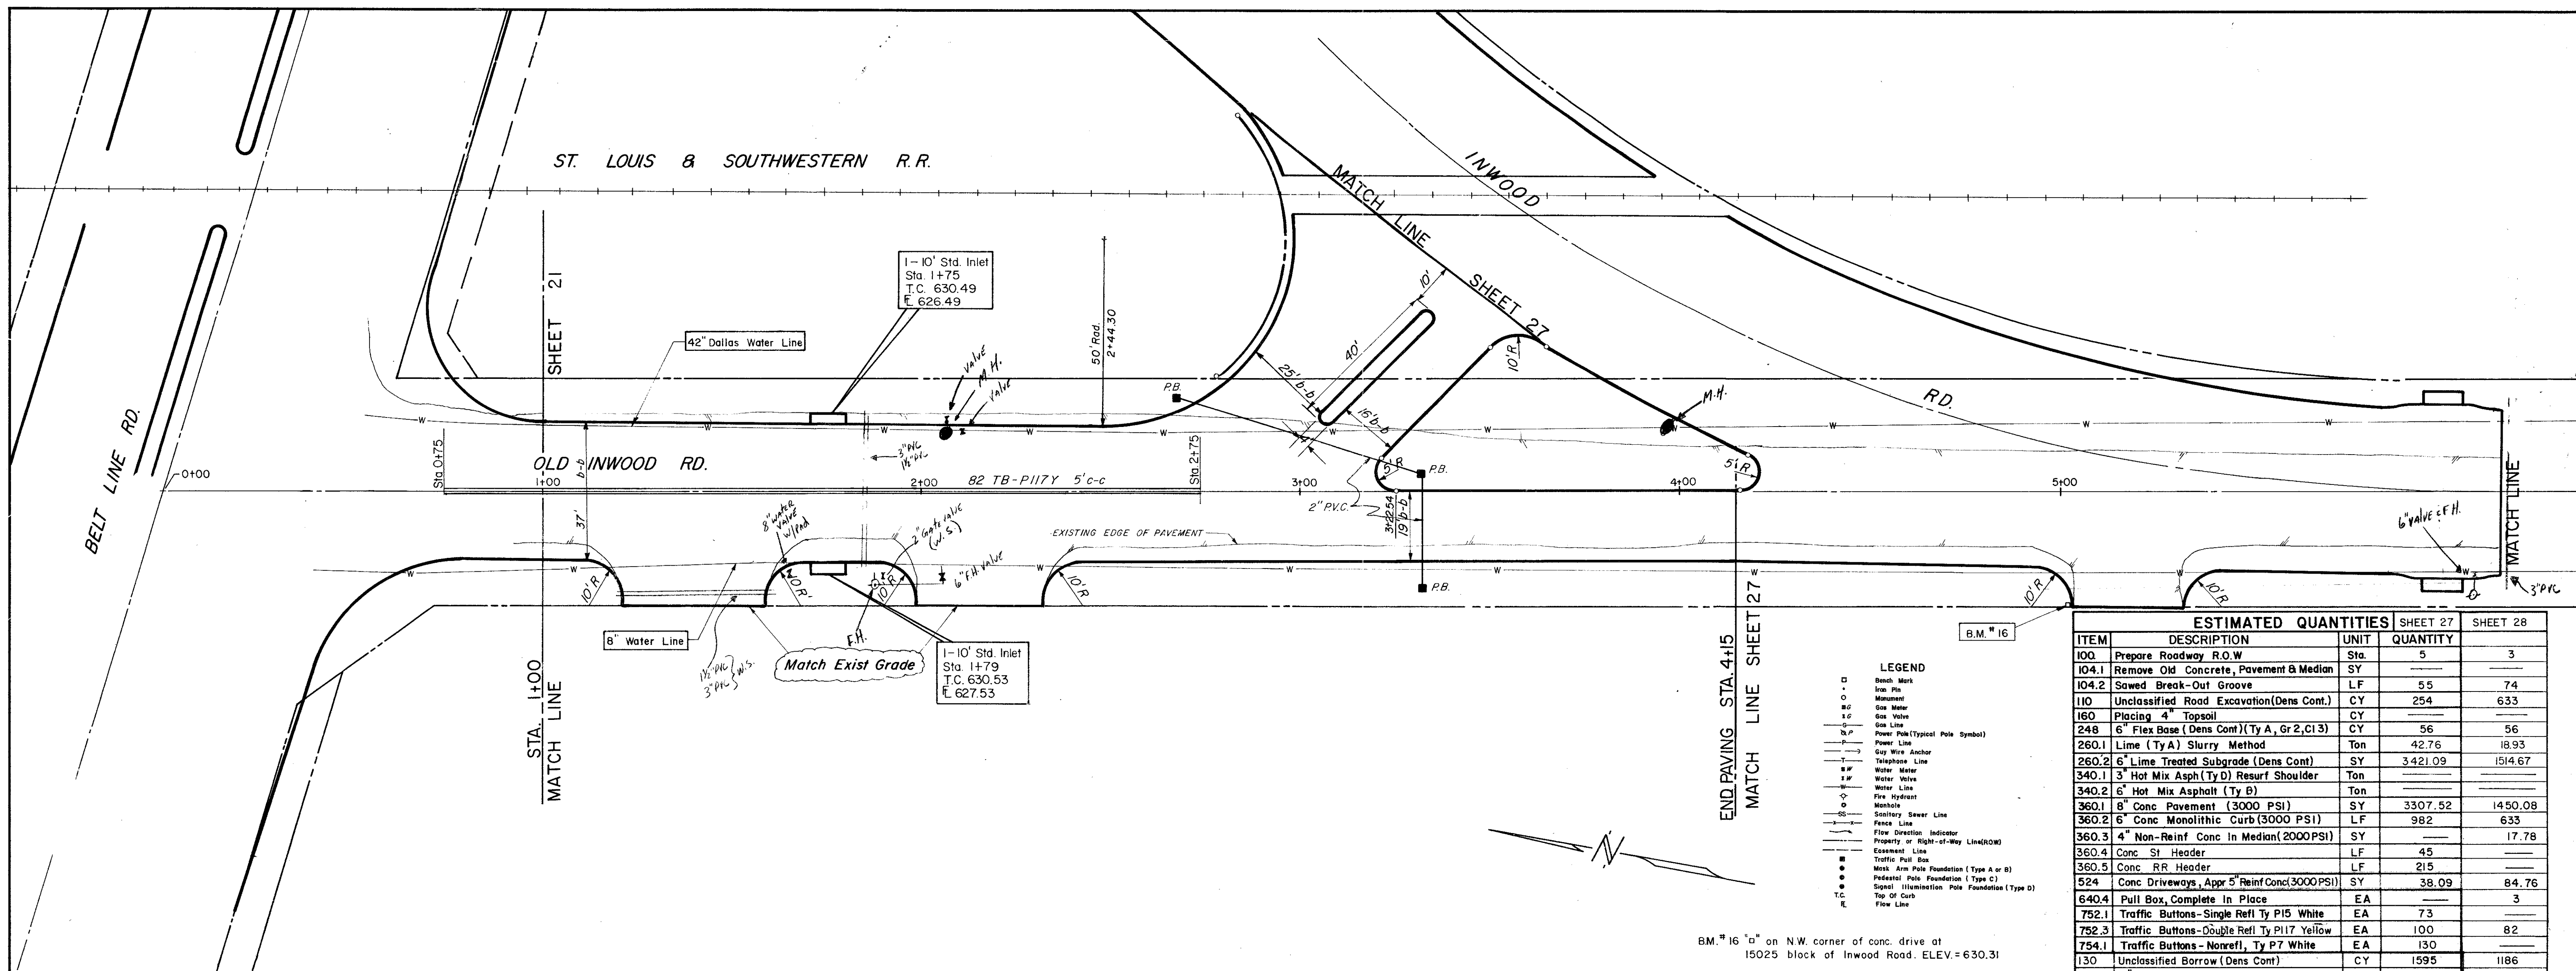 ST. LOUIS & SOUTHWESTERN R.R.
BELT LINE RD.
0+00
SHEET 21
STA. 1+00
MATCH LINE
42" Dallas Water Line
1-10' Std. Inlet
Sta. 1+75
T.C. 630.49
FL 626.49
VALVE
M.H.
VALVE
50' Rad.
2+44.30
P.B.
Sta 0+75
OLD INWOOD RD.
b-b
37'
1+00
3" PVC
1½" PVC
2+00
82 TB-P117Y 5' c-c
Sta 2+75
3+00
4+00
5+00
MATCH LINE SHEET 27
INWOOD
RD.
10'
40'
25' b-b
16' b-b
10' R
5' R
5' R
M.H.
P.B.
2" P.V.C.
3+22.54
19' b-b
P.B.
EXISTING EDGE OF PAVEMENT
8" WATER
VALVE
W/PAD
2" Gate Valve
(W.S.)
6" F.H. VALVE
10' R
10' R
10' R
10' R
10' R
10' R
W
8" Water Line
1½" PVC
3" PVC
W.S.
F.H.
Match Exist Grade
1-10' Std. Inlet
Sta. 1+79
T.C. 630.53
FL 627.53
END PAVING STA. 4+15
MATCH LINE SHEET 27
6" VALVE & F.H.
MATCH LINE
3" PVC
B.M. #16
N
LEGEND
Bench Mark
Iron Pin
Monument
G Gas Meter
G Gas Valve
G Gas Line
P Power Pole (Typical Pole Symbol)
P Power Line
Guy Wire Anchor
T Telephone Line
W Water Meter
W Water Valve
W Water Line
Fire Hydrant
Manhole
SS Sanitary Sewer Line
x x Fence Line
Flow Direction Indicator
Property or Right-of-Way Line(ROW)
Easement Line
Traffic Pull Box
Mask Arm Pole Foundation (Type A or B)
Pedestal Pole Foundation (Type C)
Signal Illumination Pole Foundation (Type D)
T.C. Top Of Curb
FL Flow Line
B.M. #16 "□" on N.W. corner of conc. drive at
15025 block of Inwood Road. ELEV.=630.31
ESTIMATED QUANTITIES SHEET 27 SHEET 28
ITEM DESCRIPTION UNIT QUANTITY
100. Prepare Roadway R.O.W Sta. 5 3
104.1 Remove Old Concrete, Pavement & Median SY —— ——
104.2 Sawed Break-Out Groove LF 55 74
110 Unclassified Road Excavation (Dens Cont.) CY 254 633
160 Placing 4" Topsoil CY —— ——
248 6" Flex Base (Dens Cont)(Ty A, Gr 2, Cl 3) CY 56 56
260.1 Lime (Ty A) Slurry Method Ton 42.76 18.93
260.2 6" Lime Treated Subgrade (Dens Cont) SY 3421.09 1514.67
340.1 3" Hot Mix Asph (Ty D) Resurf Shoulder Ton —— ——
340.2 6" Hot Mix Asphalt (Ty B) Ton —— ——
360.1 8" Conc Pavement (3000 PSI) SY 3307.52 1450.08
360.2 6" Conc Monolithic Curb (3000 PSI) LF 982 633
360.3 4" Non-Reinf Conc In Median (2000 PSI) SY —— 17.78
360.4 Conc St Header LF 45 ——
360.5 Conc RR Header LF 215 ——
524 Conc Driveways, Appr 5" Reinf Conc (3000 PSI) SY 38.09 84.76
640.4 Pull Box, Complete In Place EA —— 3
752.1 Traffic Buttons-Single Refl Ty P15 White EA 73 ——
752.3 Traffic Buttons-Double Refl Ty P117 Yellow EA 100 82
754.1 Traffic Buttons-Nonrefl, Ty P7 White EA 130 ——
130 Unclassified Borrow (Dens Cont) CY 1595 1186